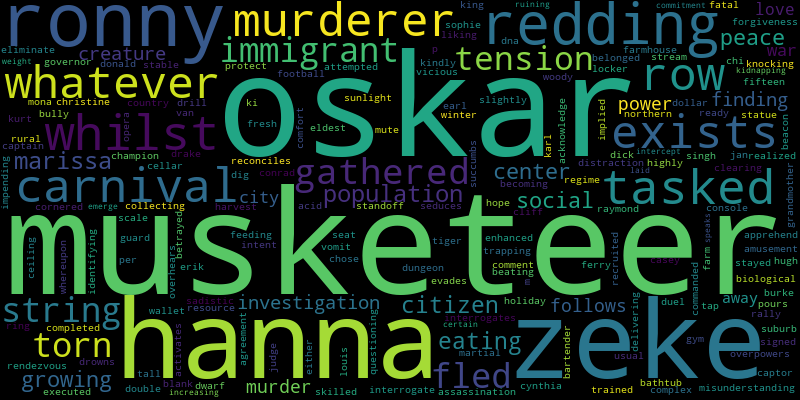 ronny murderer redding king love
sophie liking dna fatal commitment ruining forgiveness
eliminate creature immigrant tension farmhouse stream peace
weight governor donald stable protect football attempted kindly p belonged locker chi war knocking kidnapping
whatever oskar vicious woody row fifteen
mona christine country drill sunlight slightly power dollar finding
bully van ki earl northern ready statue beacon
kurt opera fresh comfort winter karl implied exists
whilst eldest mute acknowledge
rural captain champion drake reconciles dick highly singh jan realized
marissa cellar conrad gathered succumbs center distraction intercept
impending carnival dig population regime laid clearing tasked grandmother
cornered emerge collecting city acid standoff seduces becoming social
musketeer hope cliff raymond console
scale harvest betrayed feeding seat tiger enhanced recruited farm speaks apprehend
ceiling whereupon identifying guard intent vomit chose trapping comment beating casey stayed amusement hugh
per overhears erik dungeon evades m ferry commanded biological
string sadistic wallet resource investigation citizen holiday follows delivering duel away burke pours
ring completed activates hanna interrogates certain zeke tap rally
torn drowns agreement judge either louis questioning eating martial bartender usual gym suburb signed
rendezvous tall blank dwarf overpowers
growing double murder skilled interrogate fled cynthia bathtub captor
executed increasing assassination trained complex misunderstanding